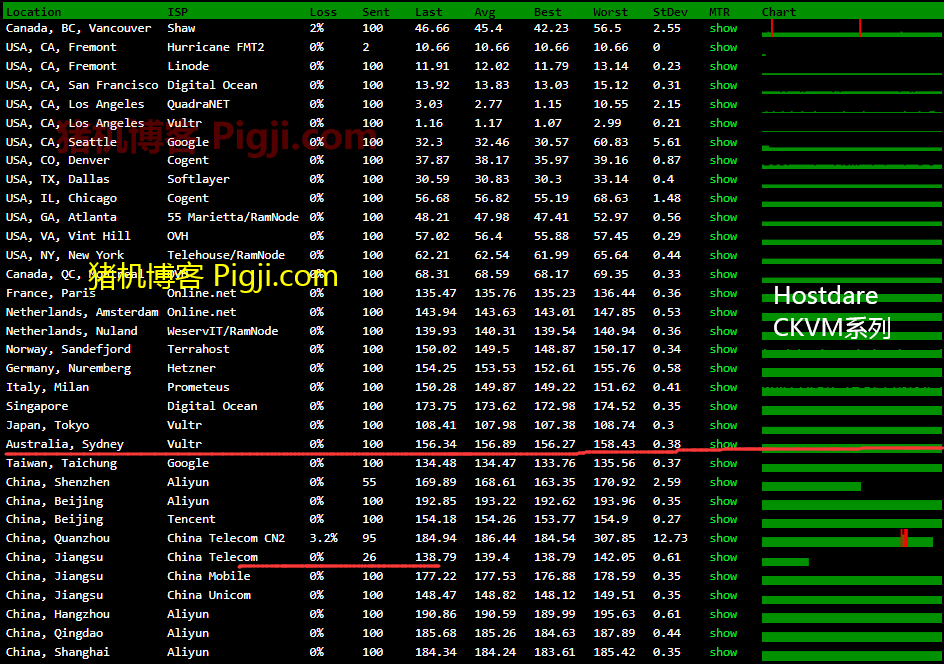 Location ISP Loss Sent Last Avg Best Worst StDev MTR Chart
Canada, BC, Vancouver Shaw 2% 100 46.66 45.4 42.23 56.5 2.55 show
USA, CA, Fremont Hurricane FMT2 0% 2 10.66 10.66 10.66 10.66 0 show
USA, CA, Fremont Linode 0% 100 11.91 12.02 11.79 13.14 0.23 show
USA, CA, San Francisco Digital Ocean 0% 100 13.92 13.83 13.03 15.12 0.31 show
USA, CA, Los Angeles QuadraNET 0% 100 3.03 2.77 1.15 10.55 2.15 show
USA, CA, Los Angeles Vultr 0% 100 1.16 1.17 1.07 2.99 0.21 show
猪机博客 Pigji.com
USA, CA, Seattle Google 0% 100 32.3 32.46 30.57 60.83 5.61 show
USA, CO, Denver Cogent 0% 100 37.87 38.17 35.97 39.16 0.87 show
USA, TX, Dallas Softlayer 0% 100 30.59 30.83 30.3 33.14 0.4 show
USA, IL, Chicago Cogent 0% 100 56.68 56.82 55.19 68.63 1.48 show
USA, GA, Atlanta 55 Marietta/RamNode 0% 100 48.21 47.98 47.41 52.97 0.56 show
USA, VA, Vint Hill OVH 0% 100 57.02 56.4 55.88 57.45 0.29 show
USA, NY, New York Telehouse/RamNode 0% 100 62.21 62.54 61.99 65.64 0.44 show
Canada, QC, Montreal OVH 0% 100 68.31 68.59 68.17 69.35 0.33 show
猪机博客 Pigji.com
France, Paris Online.net 0% 100 135.47 135.76 135.23 136.44 0.36 show
Hostdare
Netherlands, Amsterdam Online.net 0% 100 143.94 143.63 143.01 147.85 0.53 show
Netherlands, Nuland WeservIT/RamNode 0% 100 139.93 140.31 139.54 140.94 0.36 show
CKVM系列
Norway, Sandefjord Terrahost 0% 100 150.02 149.5 148.87 150.17 0.34 show
Germany, Nuremberg Hetzner 0% 100 154.25 153.53 152.61 155.76 0.58 show
Italy, Milan Prometeus 0% 100 150.28 149.87 149.22 151.62 0.41 show
Singapore Digital Ocean 0% 100 173.75 173.62 172.98 174.52 0.35 show
Japan, Tokyo Vultr 0% 100 108.41 107.98 107.38 108.74 0.3 show
Australia, Sydney Vultr 0% 100 156.34 156.89 156.27 158.43 0.38 show
Taiwan, Taichung Google 0% 100 134.48 134.47 133.76 135.56 0.37 show
China, Shenzhen Aliyun 0% 55 169.89 168.61 163.35 170.92 2.59 show
China, Beijing Aliyun 0% 100 192.85 193.22 192.62 193.96 0.35 show
China, Beijing Tencent 0% 100 154.18 154.26 153.77 154.9 0.27 show
China, Quanzhou China Telecom CN2 3.2% 95 184.94 186.44 184.58 307.85 12.73 show
China, Jiangsu China Telecom 0% 26 138.79 139.4 138.79 142.05 0.61 show
China, Jiangsu China Mobile 0% 100 177.22 177.53 176.88 178.59 0.35 show
China, Jiangsu China Unicom 0% 100 148.47 148.82 148.12 149.51 0.35 show
China, Hangzhou Aliyun 0% 100 190.86 190.59 189.99 195.63 0.61 show
China, Qingdao Aliyun 0% 100 185.68 185.26 184.63 187.89 0.44 show
China, Shanghai Aliyun 0% 100 184.34 184.24 183.61 185.42 0.35 show